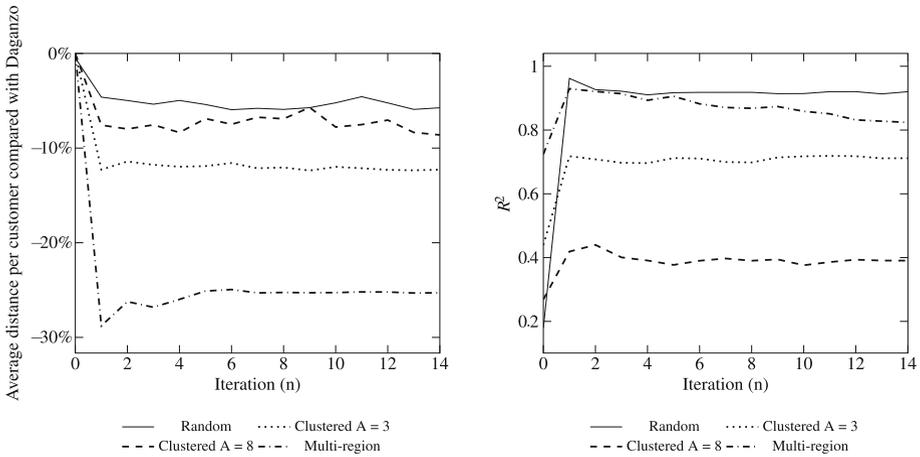 Average distance per customer compared with Daganzo
0%
–10%
–20%
–30%
0 2 4 6 8 10 12 14
Iteration (n)
Random Clustered A = 3
Clustered A = 8 Multi-region
R²
1
0.8
0.6
0.4
0.2
0 2 4 6 8 10 12 14
Iteration (n)
Random Clustered A = 3
Clustered A = 8 Multi-region